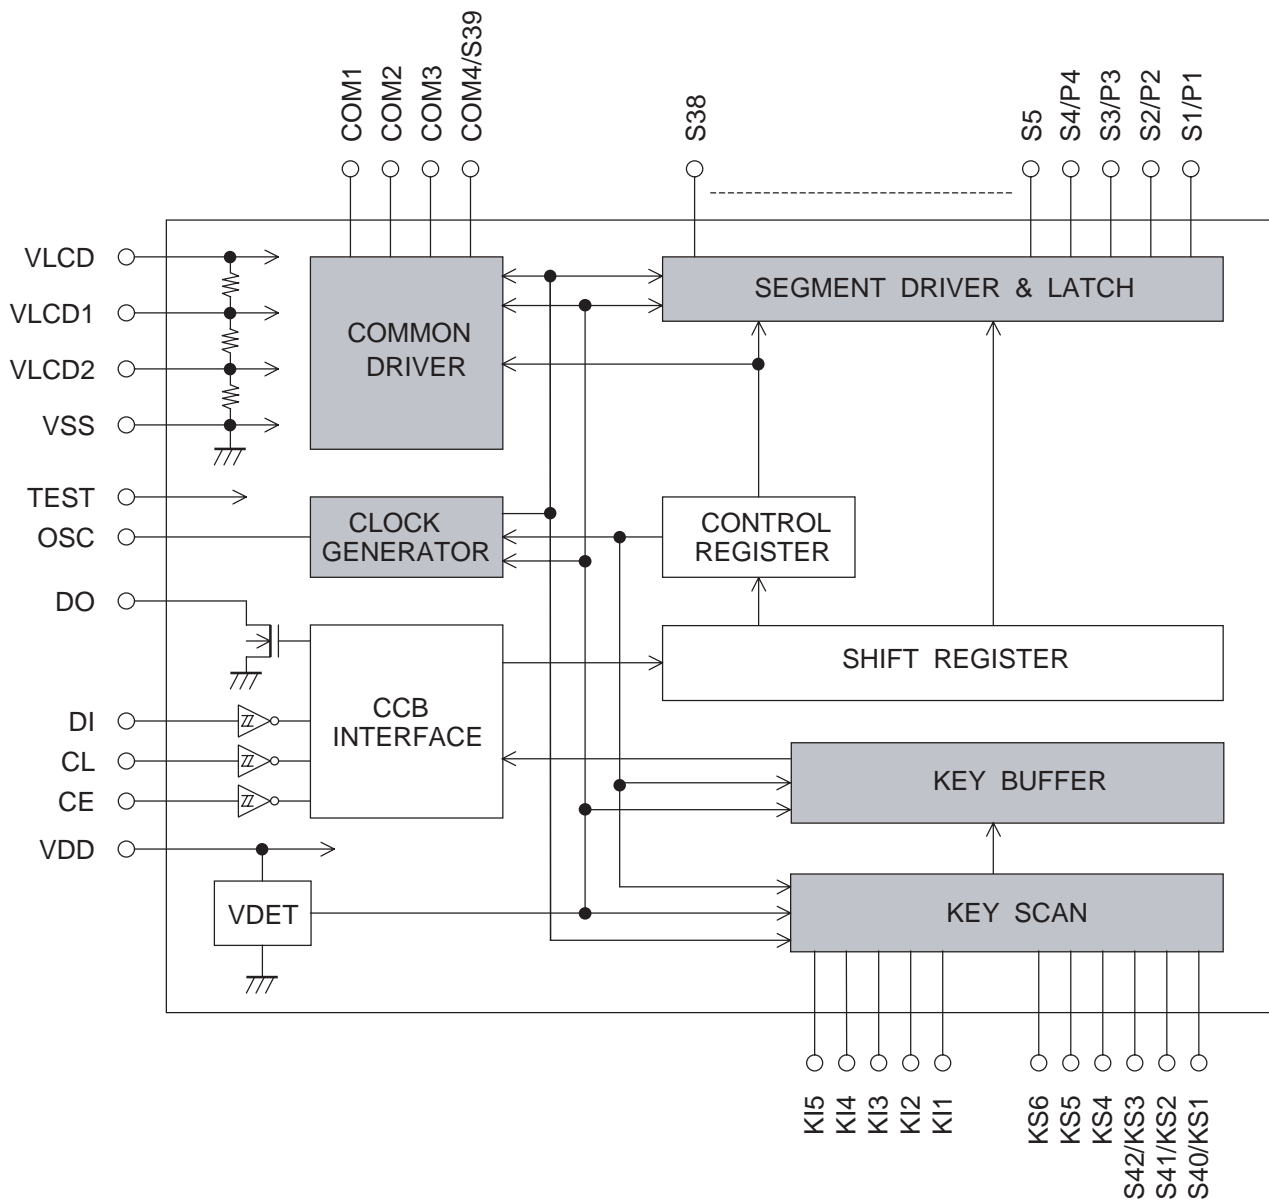 COM1
COM2
COM3
COM4/S39
S38
S5
S4/P4
S3/P3
S2/P2
S1/P1
VLCD
VLCD1
VLCD2
VSS
TEST
OSC
DO
DI
CL
CE
VDD
COMMON
DRIVER
SEGMENT DRIVER & LATCH
CLOCK
GENERATOR
CONTROL
REGISTER
CCB
INTERFACE
SHIFT REGISTER
KEY BUFFER
VDET
KEY SCAN
KI5
KI4
KI3
KI2
KI1
KS6
KS5
KS4
S42/KS3
S41/KS2
S40/KS1